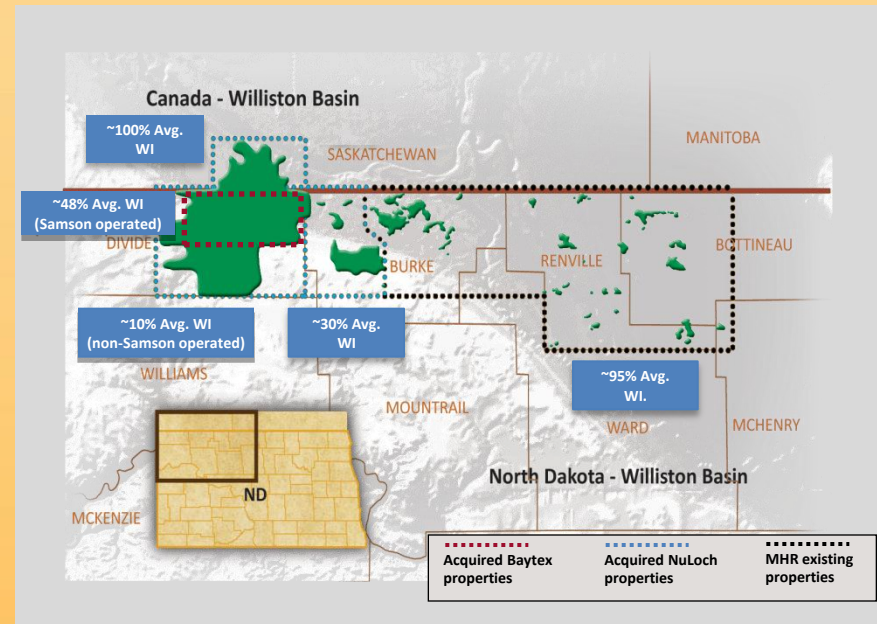 Canada - Williston Basin
~100% Avg.
WI
MANITOBA
SASKATCHEWAN
~48% Avg. WI
(Samson operated)
DIVIDE
BURKE
RENVILLE
BOTTINEAU
~10% Avg. WI
(non-Samson operated)
~30% Avg.
WI
WILLIAMS
~95% Avg.
WI.
MOUNTRAIL
WARD
MCHENRY
North Dakota - Williston Basin
ND
MCKENZIE
Acquired Baytex
properties
Acquired NuLoch
properties
MHR existing
properties